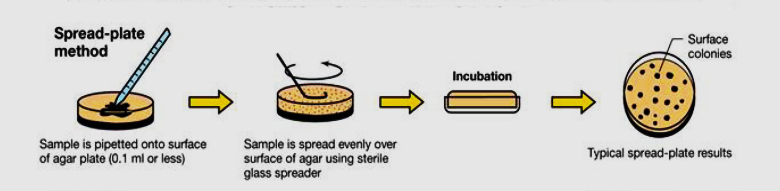 Spread-plate
method
Sample is pipetted onto surface
of agar plate (0.1 ml or less)
Sample is spread evenly over
surface of agar using sterile
glass spreader
Incubation
Surface
colonies
Typical spread-plate results